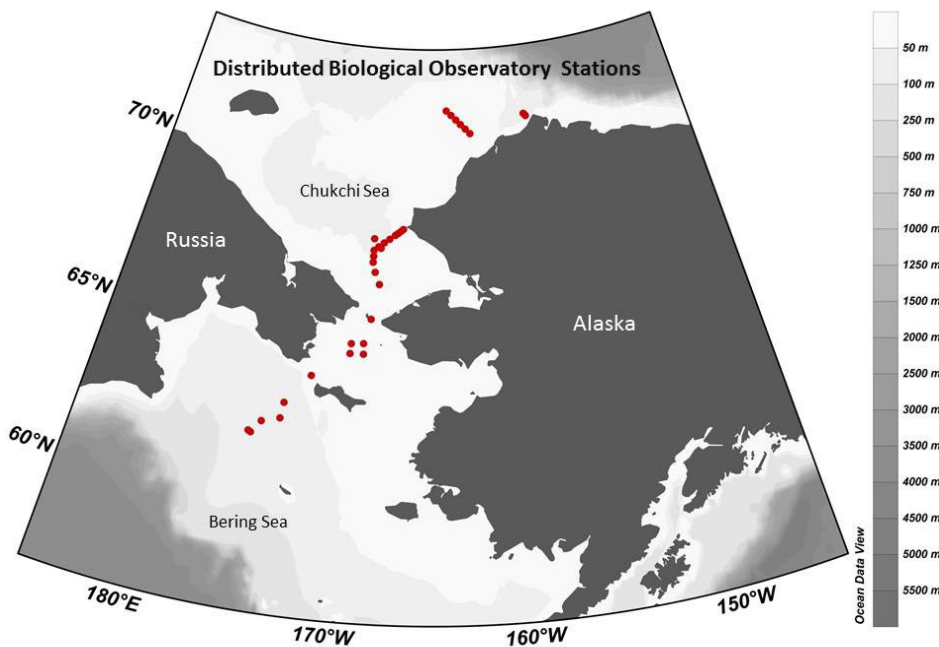 Distributed Biological Observatory Stations
70°N
Chukchi Sea
Russia
65°N
Alaska
60°N
Bering Sea
180°E
170°W
160°W
150°W
Ocean Data View
50 m
100 m
250 m
500 m
750 m
1000 m
1250 m
1500 m
2000 m
2500 m
3000 m
3500 m
4000 m
4500 m
5000 m
5500 m